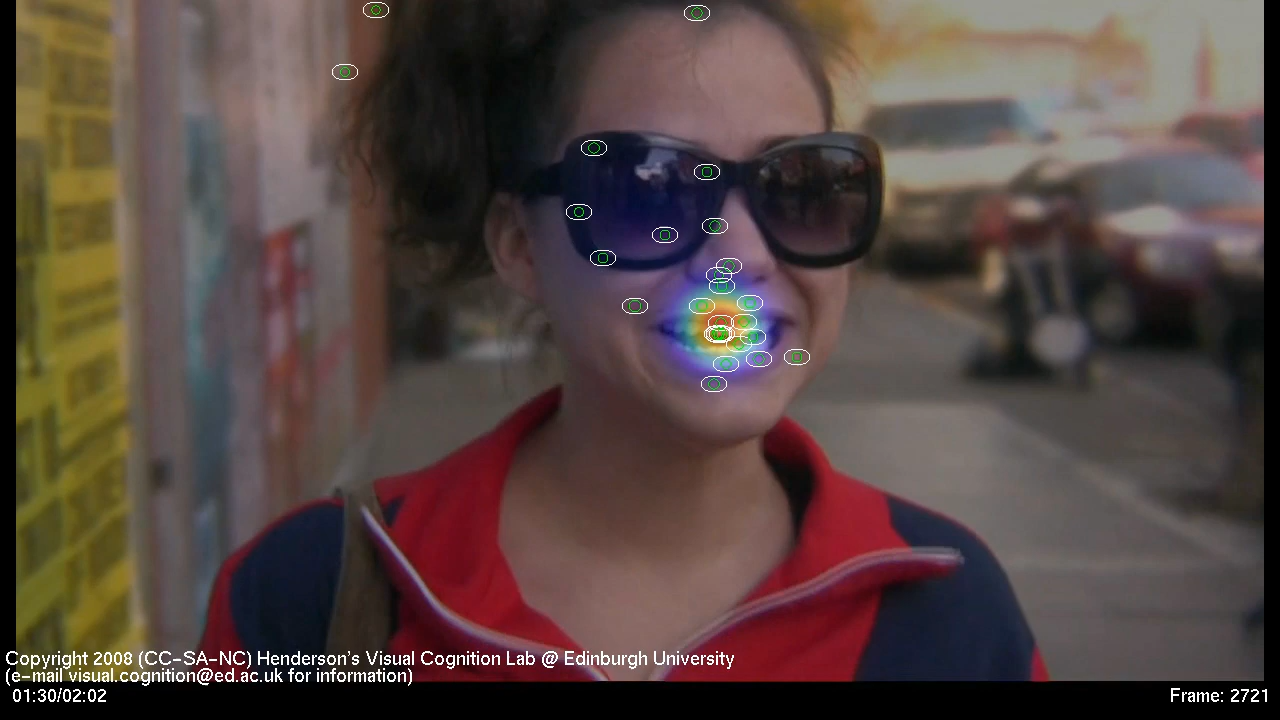 Copyright 2008 (CC-SA-NC) Henderson's Visual Cognition Lab @ Edinburgh University
(e-mail visual.cognition@ed.ac.uk for information)
01:30/02:02
Frame: 2721